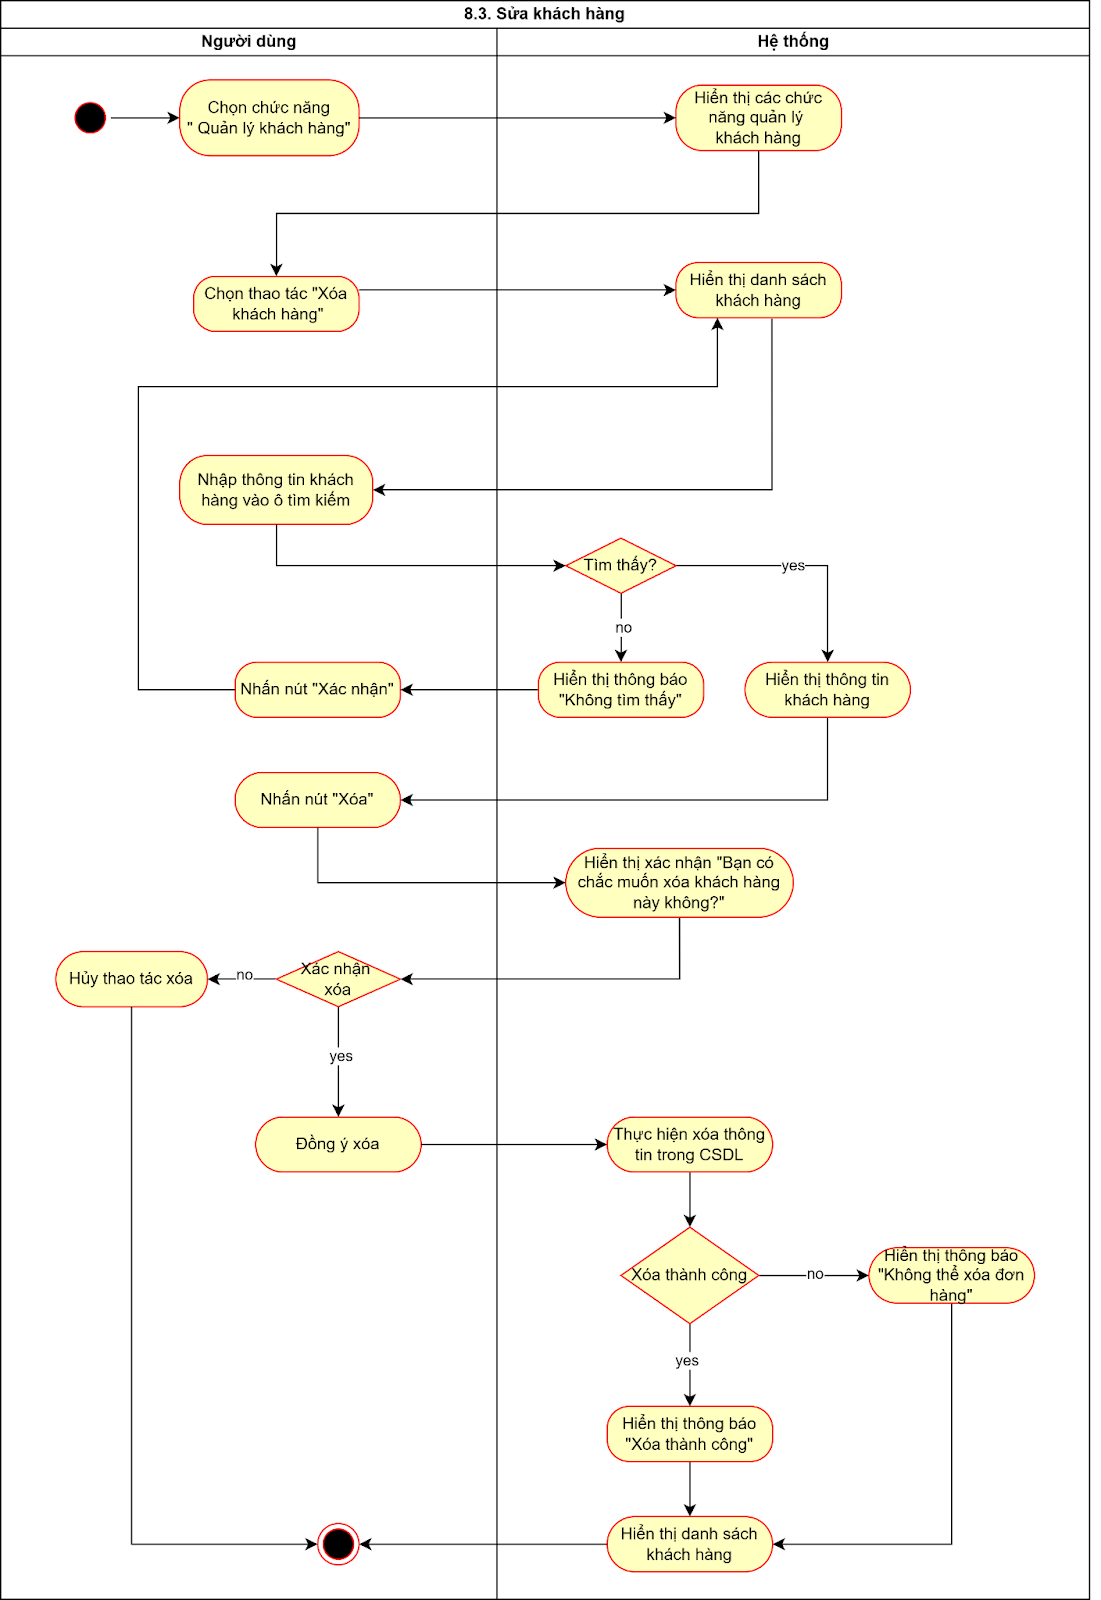 8.3. Sửa khách hàng
Người dùng
Hệ thống
Chọn chức năng
" Quản lý khách hàng"
Hiển thị các chức
năng quản lý
khách hàng
Chọn thao tác "Xóa
khách hàng"
Hiển thị danh sách
khách hàng
Nhập thông tin khách
hàng vào ô tìm kiếm
Tìm thấy?
yes
no
Nhấn nút "Xác nhận"
Hiển thị thông báo
"Không tìm thấy"
Hiển thị thông tin
khách hàng
Nhấn nút "Xóa"
Hiển thị xác nhận "Bạn có
chắc muốn xóa khách hàng
này không?"
Hủy thao tác xóa
no
Xác nhận
xóa
yes
Đồng ý xóa
Thực hiện xóa thông
tin trong CSDL
Xóa thành công
no
Hiển thị thông báo
"Không thể xóa đơn
hàng"
yes
Hiển thị thông báo
"Xóa thành công"
Hiển thị danh sách
khách hàng